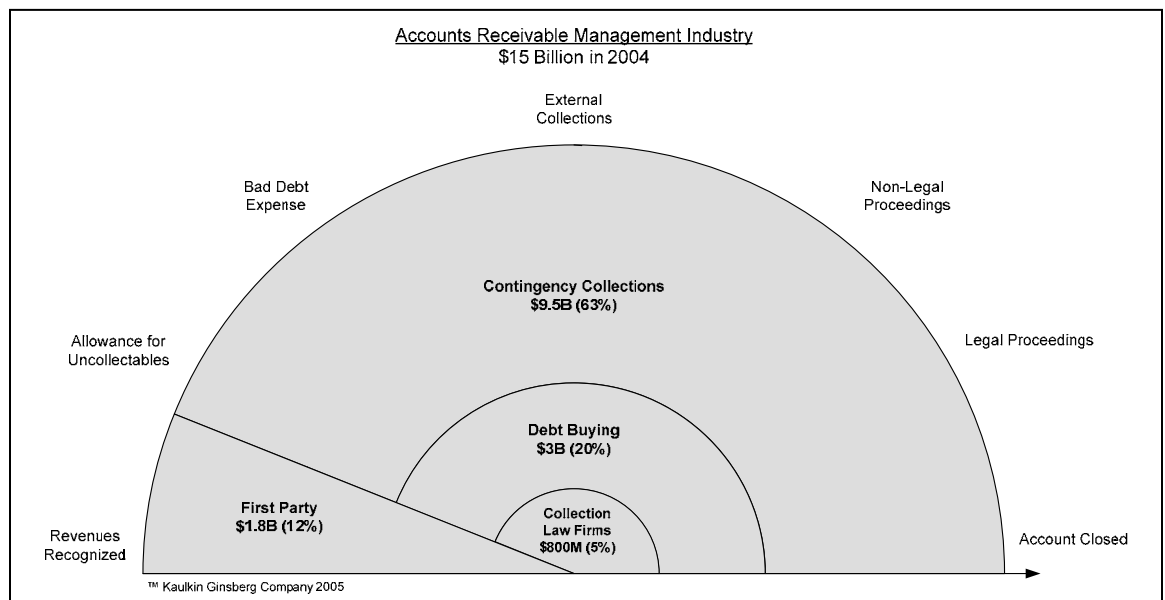 Accounts Receivable Management Industry
$15 Billion in 2004
External
Collections
Bad Debt
Expense
Non-Legal
Proceedings
Contingency Collections
$9.5B (63%)
Allowance for
Uncollectables
Legal Proceedings
Debt Buying
$3B (20%)
First Party
$1.8B (12%)
Collection
Law Firms
$800M (5%)
Revenues
Recognized
Account Closed
™ Kaulkin Ginsberg Company 2005